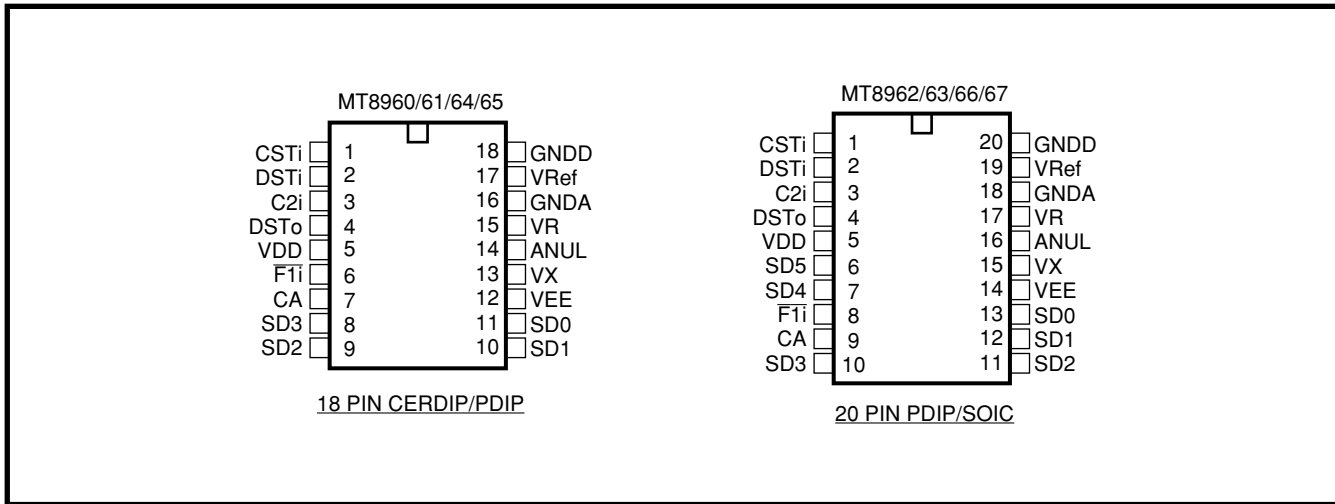 MT8960/61/64/65
CSTi 1 18 GNDD
DSTi 2 17 VRef
C2i 3 16 GNDA
DSTo 4 15 VR
VDD 5 14 ANUL
F1i 6 13 VX
CA 7 12 VEE
SD3 8 11 SD0
SD2 9 10 SD1
18 PIN CERDIP/PDIP
MT8962/63/66/67
CSTi 1 20 GNDD
DSTi 2 19 VRef
C2i 3 18 GNDA
DSTo 4 17 VR
VDD 5 16 ANUL
SD5 6 15 VX
SD4 7 14 VEE
F1i 8 13 SD0
CA 9 12 SD1
SD3 10 11 SD2
20 PIN PDIP/SOIC